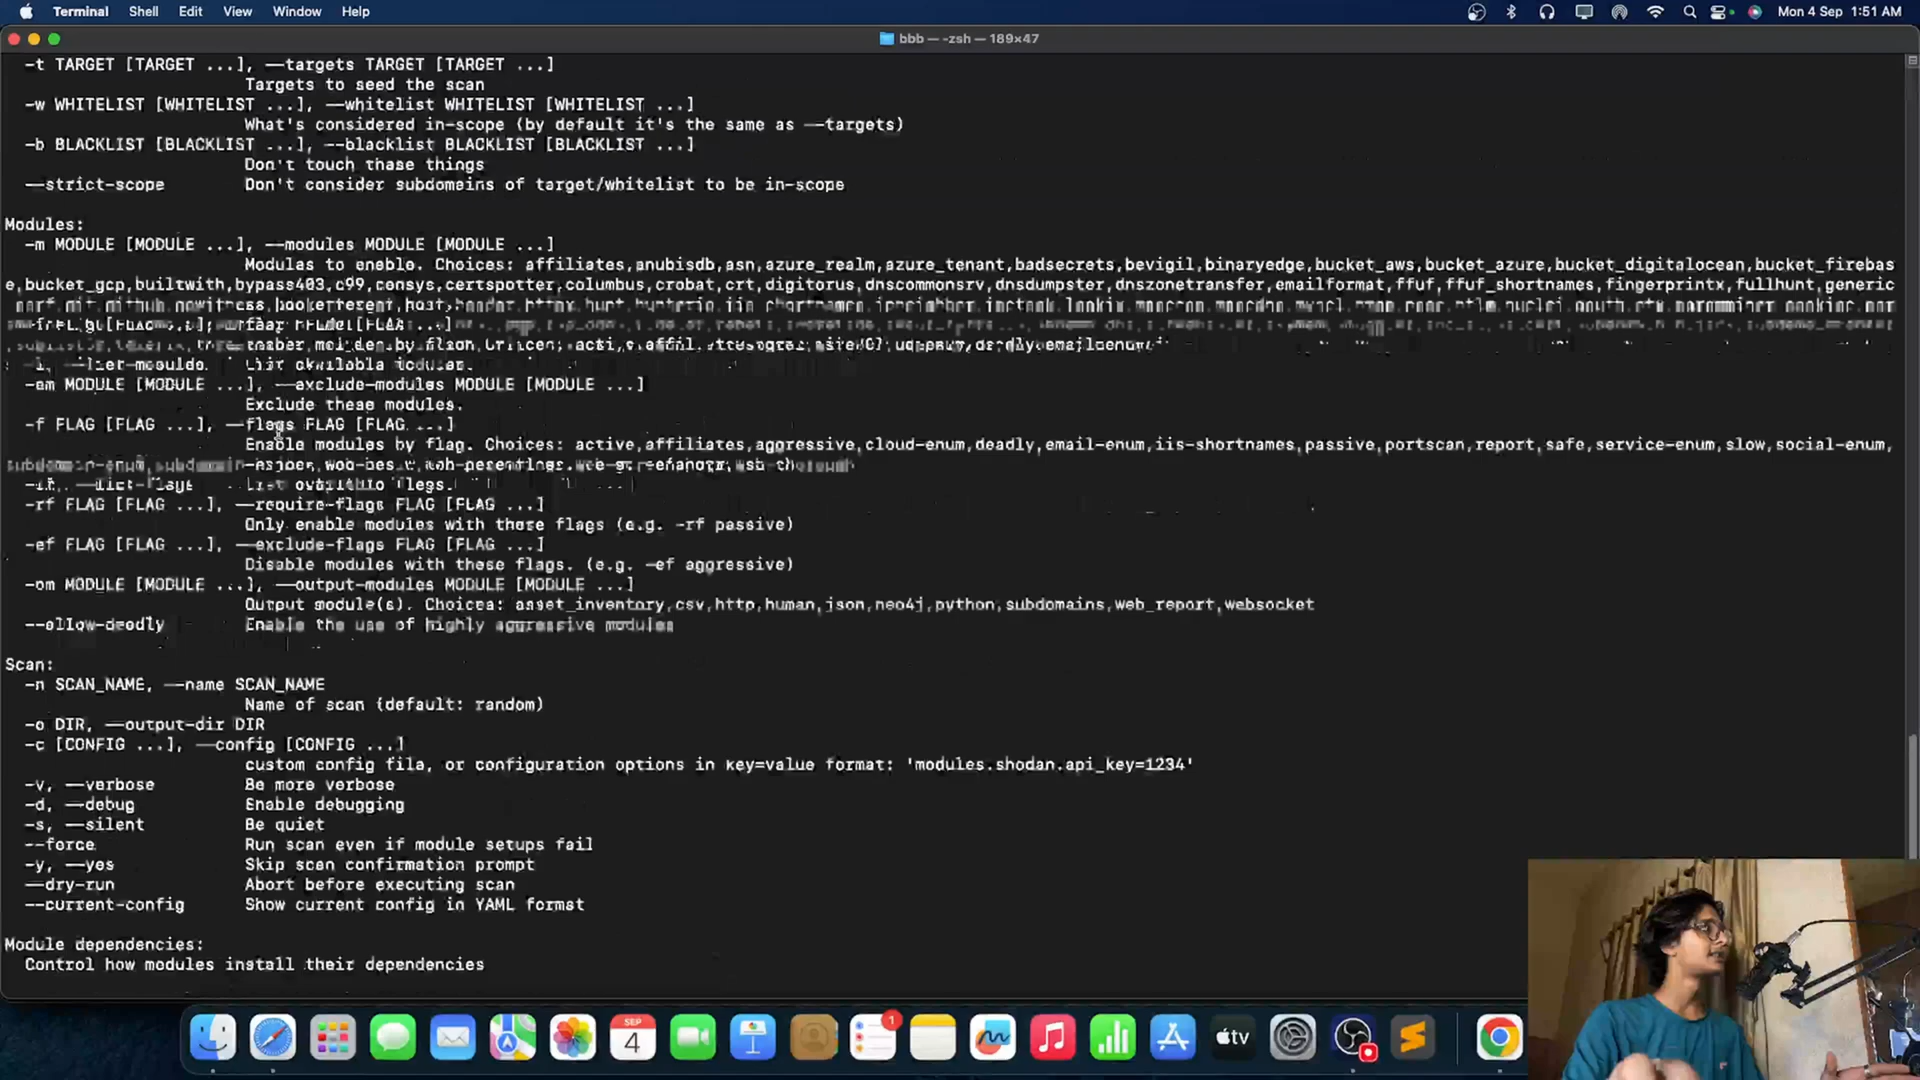 Terminal Shell Edit View Window Help
Mon 4 Sep 1:51 AM
bbb — -zsh — 189×47
-t TARGET [TARGET ...], --targets TARGET [TARGET ...]
Targets to seed the scan
-w WHITELIST [WHITELIST ...], --whitelist WHITELIST [WHITELIST ...]
What's considered in-scope (by default it's the same as --targets)
-b BLACKLIST [BLACKLIST ...], --blacklist BLACKLIST [BLACKLIST ...]
Don't touch these things
--strict-scope Don't consider subdomains of target/whitelist to be in-scope
Modules:
-m MODULE [MODULE ...], --modules MODULE [MODULE ...]
Modules to enable. Choices: affiliates,anubisdb,asn,azure_realm,azure_tenant,badsecrets,bevigil,binaryedge,bucket_aws,bucket_azure,bucket_digitalocean,bucket_firebas
e,bucket_gcp,builtwith,bypass403,c99,censys,certspotter,columbus,crobat,crt,digitorus,dnscommonsrv,dnsdumpster,dnszonetransfer,emailformat,ffuf,ffuf_shortnames,fingerprintx,fullhunt,generic
-em MODULE [MODULE ...], --exclude-modules MODULE [MODULE ...]
Exclude these modules.
-f FLAG [FLAG ...], --flags FLAG [FLAG ...]
Enable modules by flag. Choices: active,affiliates,aggressive,cloud-enum,deadly,email-enum,iis-shortnames,passive,portscan,report,safe,service-enum,slow,social-enum,
-rf FLAG [FLAG ...], --require-flags FLAG [FLAG ...]
Only enable modules with these flags (e.g. -rf passive)
-ef FLAG [FLAG ...], --exclude-flags FLAG [FLAG ...]
Disable modules with these flags. (e.g. -ef aggressive)
-om MODULE [MODULE ...], --output-modules MODULE [MODULE ...]
Output module(s). Choices: asset_inventory,csv,http,human,json,neo4j,python,subdomains,web_report,websocket
--allow-deadly Enable the use of highly aggressive modules
Scan:
-n SCAN_NAME, --name SCAN_NAME
Name of scan (default: random)
-o DIR, --output-dir DIR
-c [CONFIG ...], --config [CONFIG ...]
custom config file, or configuration options in key=value format: 'modules.shodan.api_key=1234'
-v, --verbose Be more verbose
-d, --debug Enable debugging
-s, --silent Be quiet
--force Run scan even if module setups fail
-y, --yes Skip scan confirmation prompt
--dry-run Abort before executing scan
--current-config Show current config in YAML format
Module dependencies:
Control how modules install their dependencies
SEP
4
1
tv